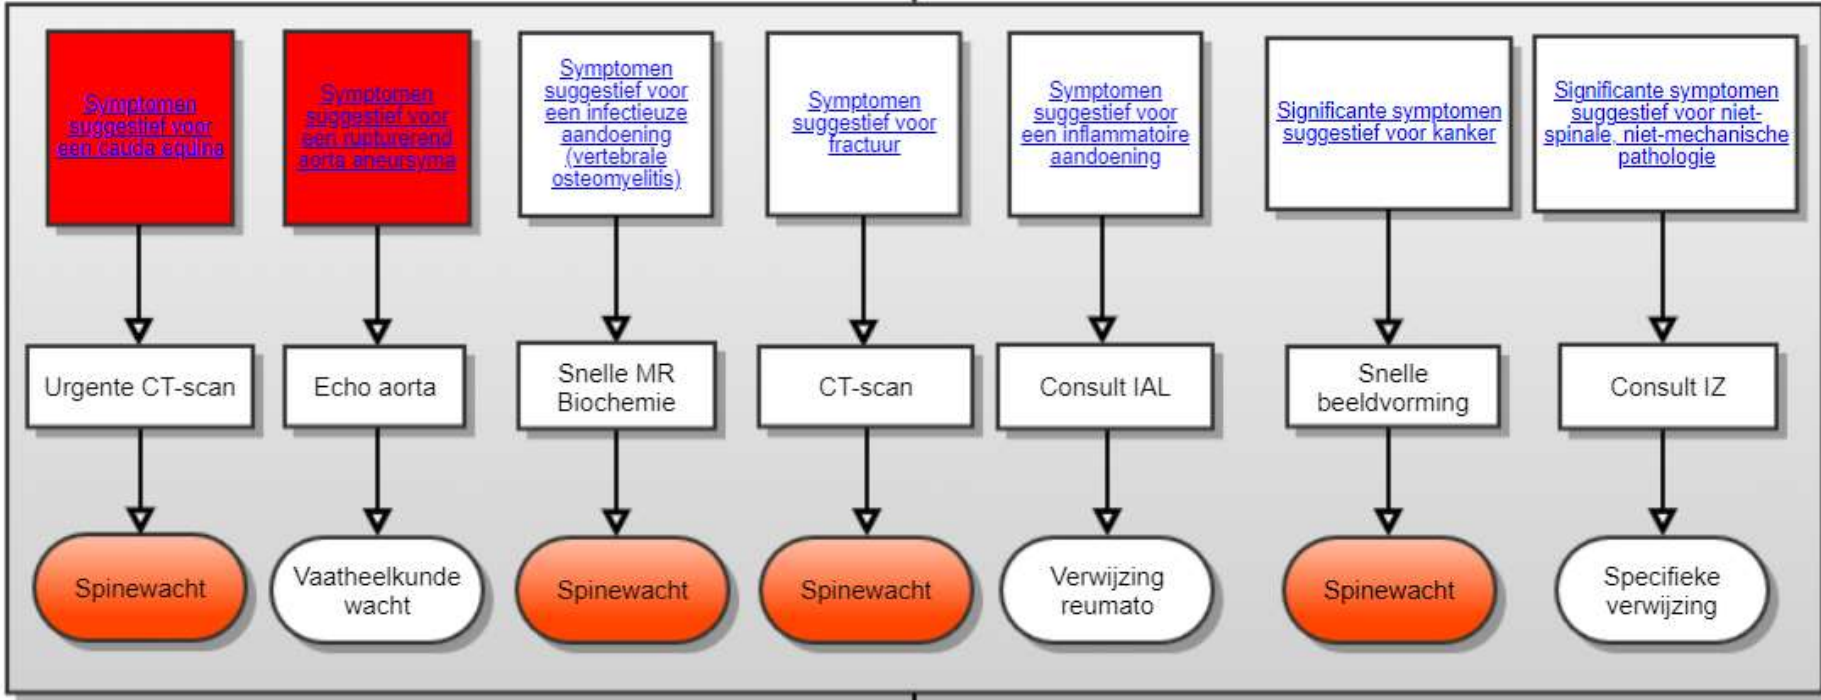 Symptomen
suggestief voor
een cauda equina
Symptomen
suggestief voor
een rupturerend
aorta aneursyma
Symptomen
suggestief voor
een infectieuze
aandoening
(vertebrale
osteomyelitis)
Symptomen
suggestief voor
fractuur
Symptomen
suggestief voor
een inflammatoire
aandoening
Significante symptomen
suggestief voor kanker
Significante symptomen
suggestief voor niet-
spinale, niet-mechanische
pathologie
Urgente CT-scan
Echo aorta
Snelle MR
Biochemie
CT-scan
Consult IAL
Snelle
beeldvorming
Consult IZ
Spinewacht
Vaatheelkunde
wacht
Spinewacht
Spinewacht
Verwijzing
reumato
Spinewacht
Specifieke
verwijzing